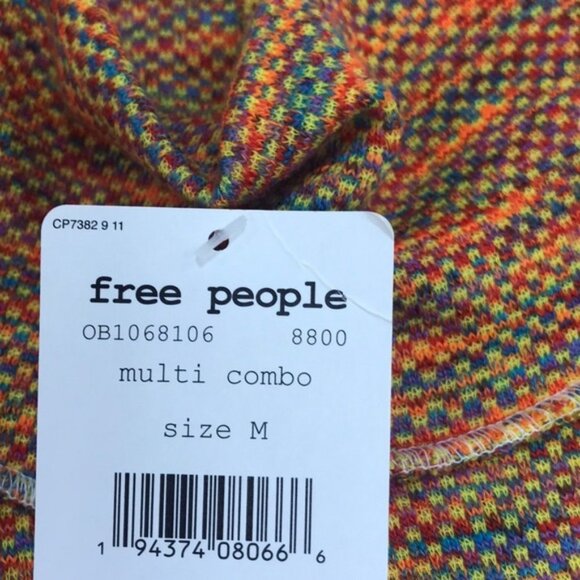 CP7382 9 11
free people
OB1068106 8800
multi combo
size M
1 94374 08066 6